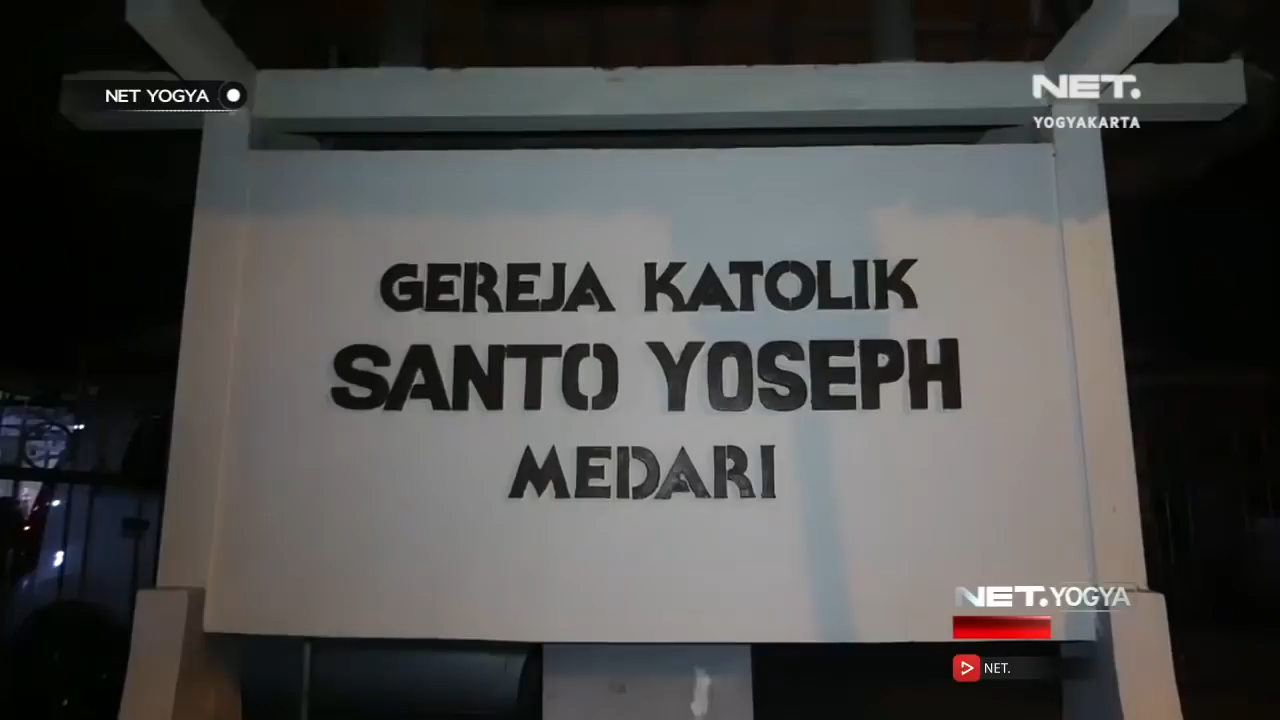 NET YOGYA
NET.
YOGYAKARTA
GEREJA KATOLIK
SANTO YOSEPH
MEDARI
NET.YOGYA
NET.